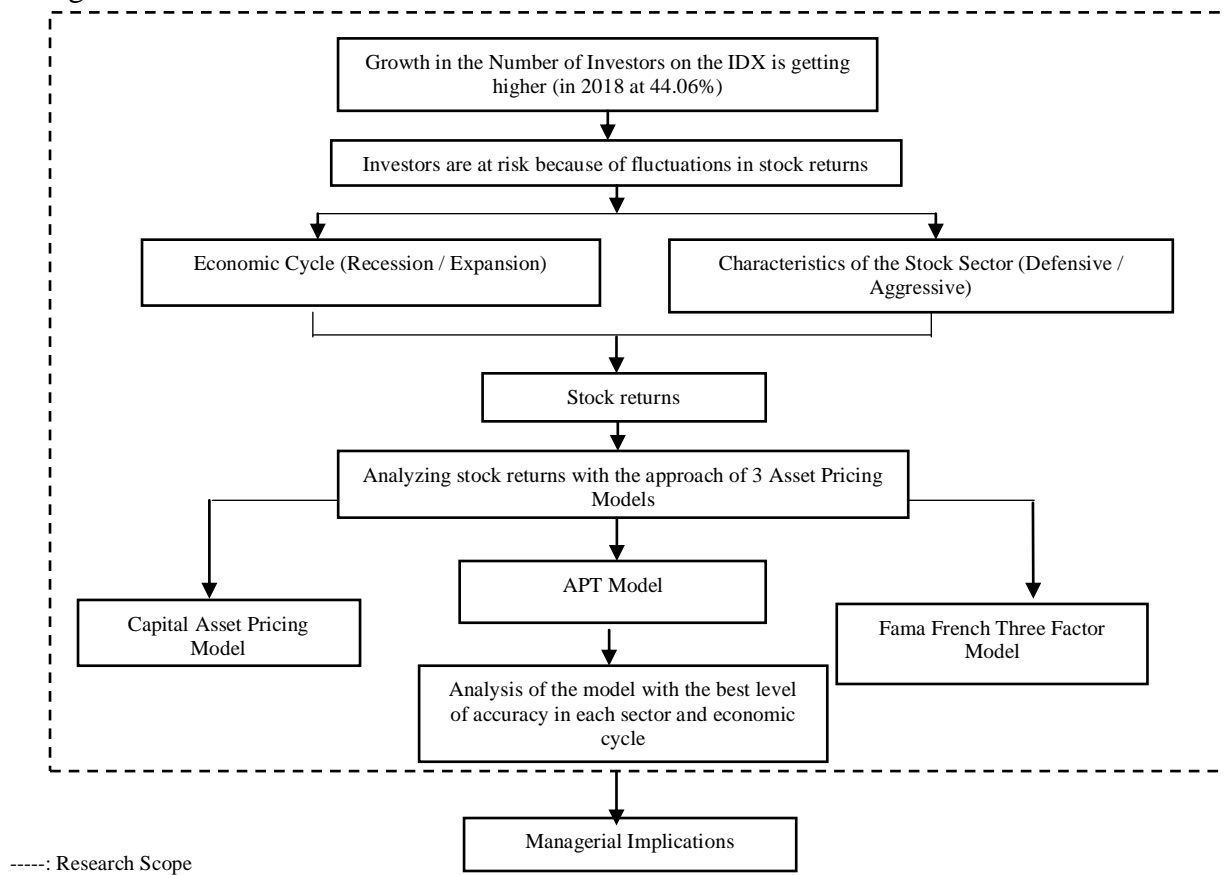 Growth in the Number of Investors on the IDX is getting
higher (in 2018 at 44.06%)
Investors are at risk because of fluctuations in stock returns
Economic Cycle (Recession / Expansion)
Characteristics of the Stock Sector (Defensive /
Aggressive)
Stock returns
Analyzing stock returns with the approach of 3 Asset Pricing
Models
Capital Asset Pricing
Model
APT Model
Fama French Three Factor
Model
Analysis of the model with the best level
of accuracy in each sector and economic
cycle
Managerial Implications
-----: Research Scope